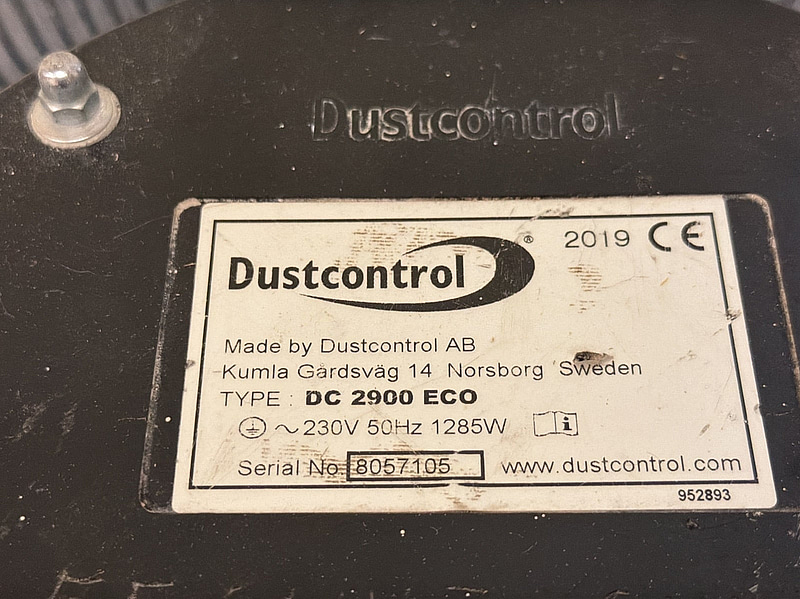 Dustcontrol
Dustcontrol® 2019 CE
Made by Dustcontrol AB
Kumla Gårdsväg 14 Norsborg Sweden
TYPE : DC 2900 ECO
~230V 50Hz 1285W i
Serial No. 8057105 www.dustcontrol.com
952893